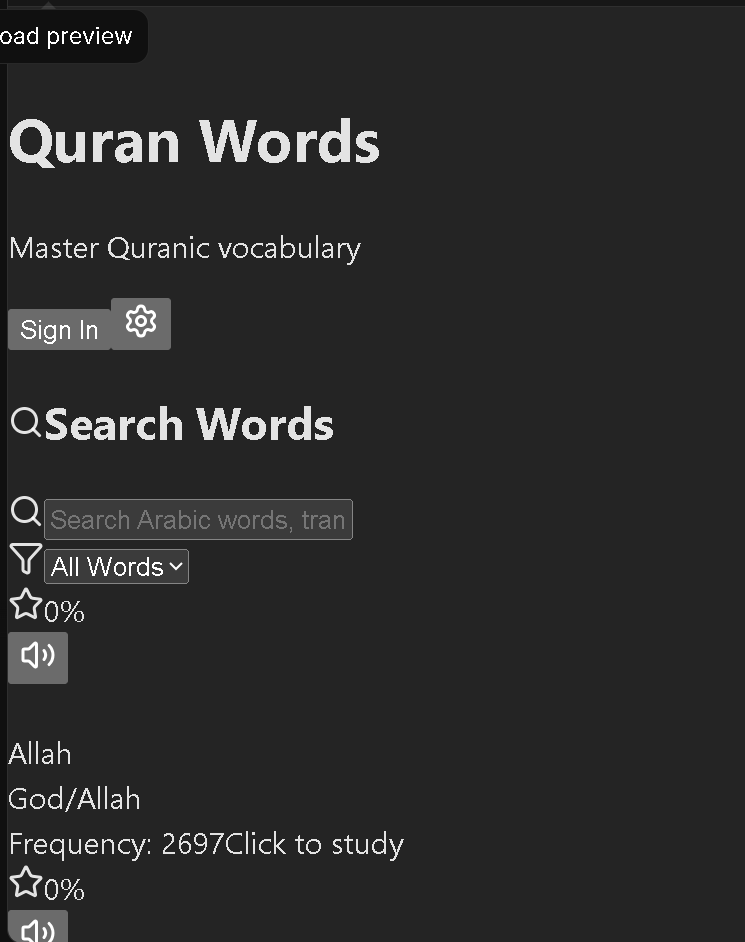 oad preview
Quran Words
Master Quranic vocabulary
Sign In
Search Words
Search Arabic words, tran
All Words
0%
Allah
God/Allah
Frequency: 2697Click to study
0%